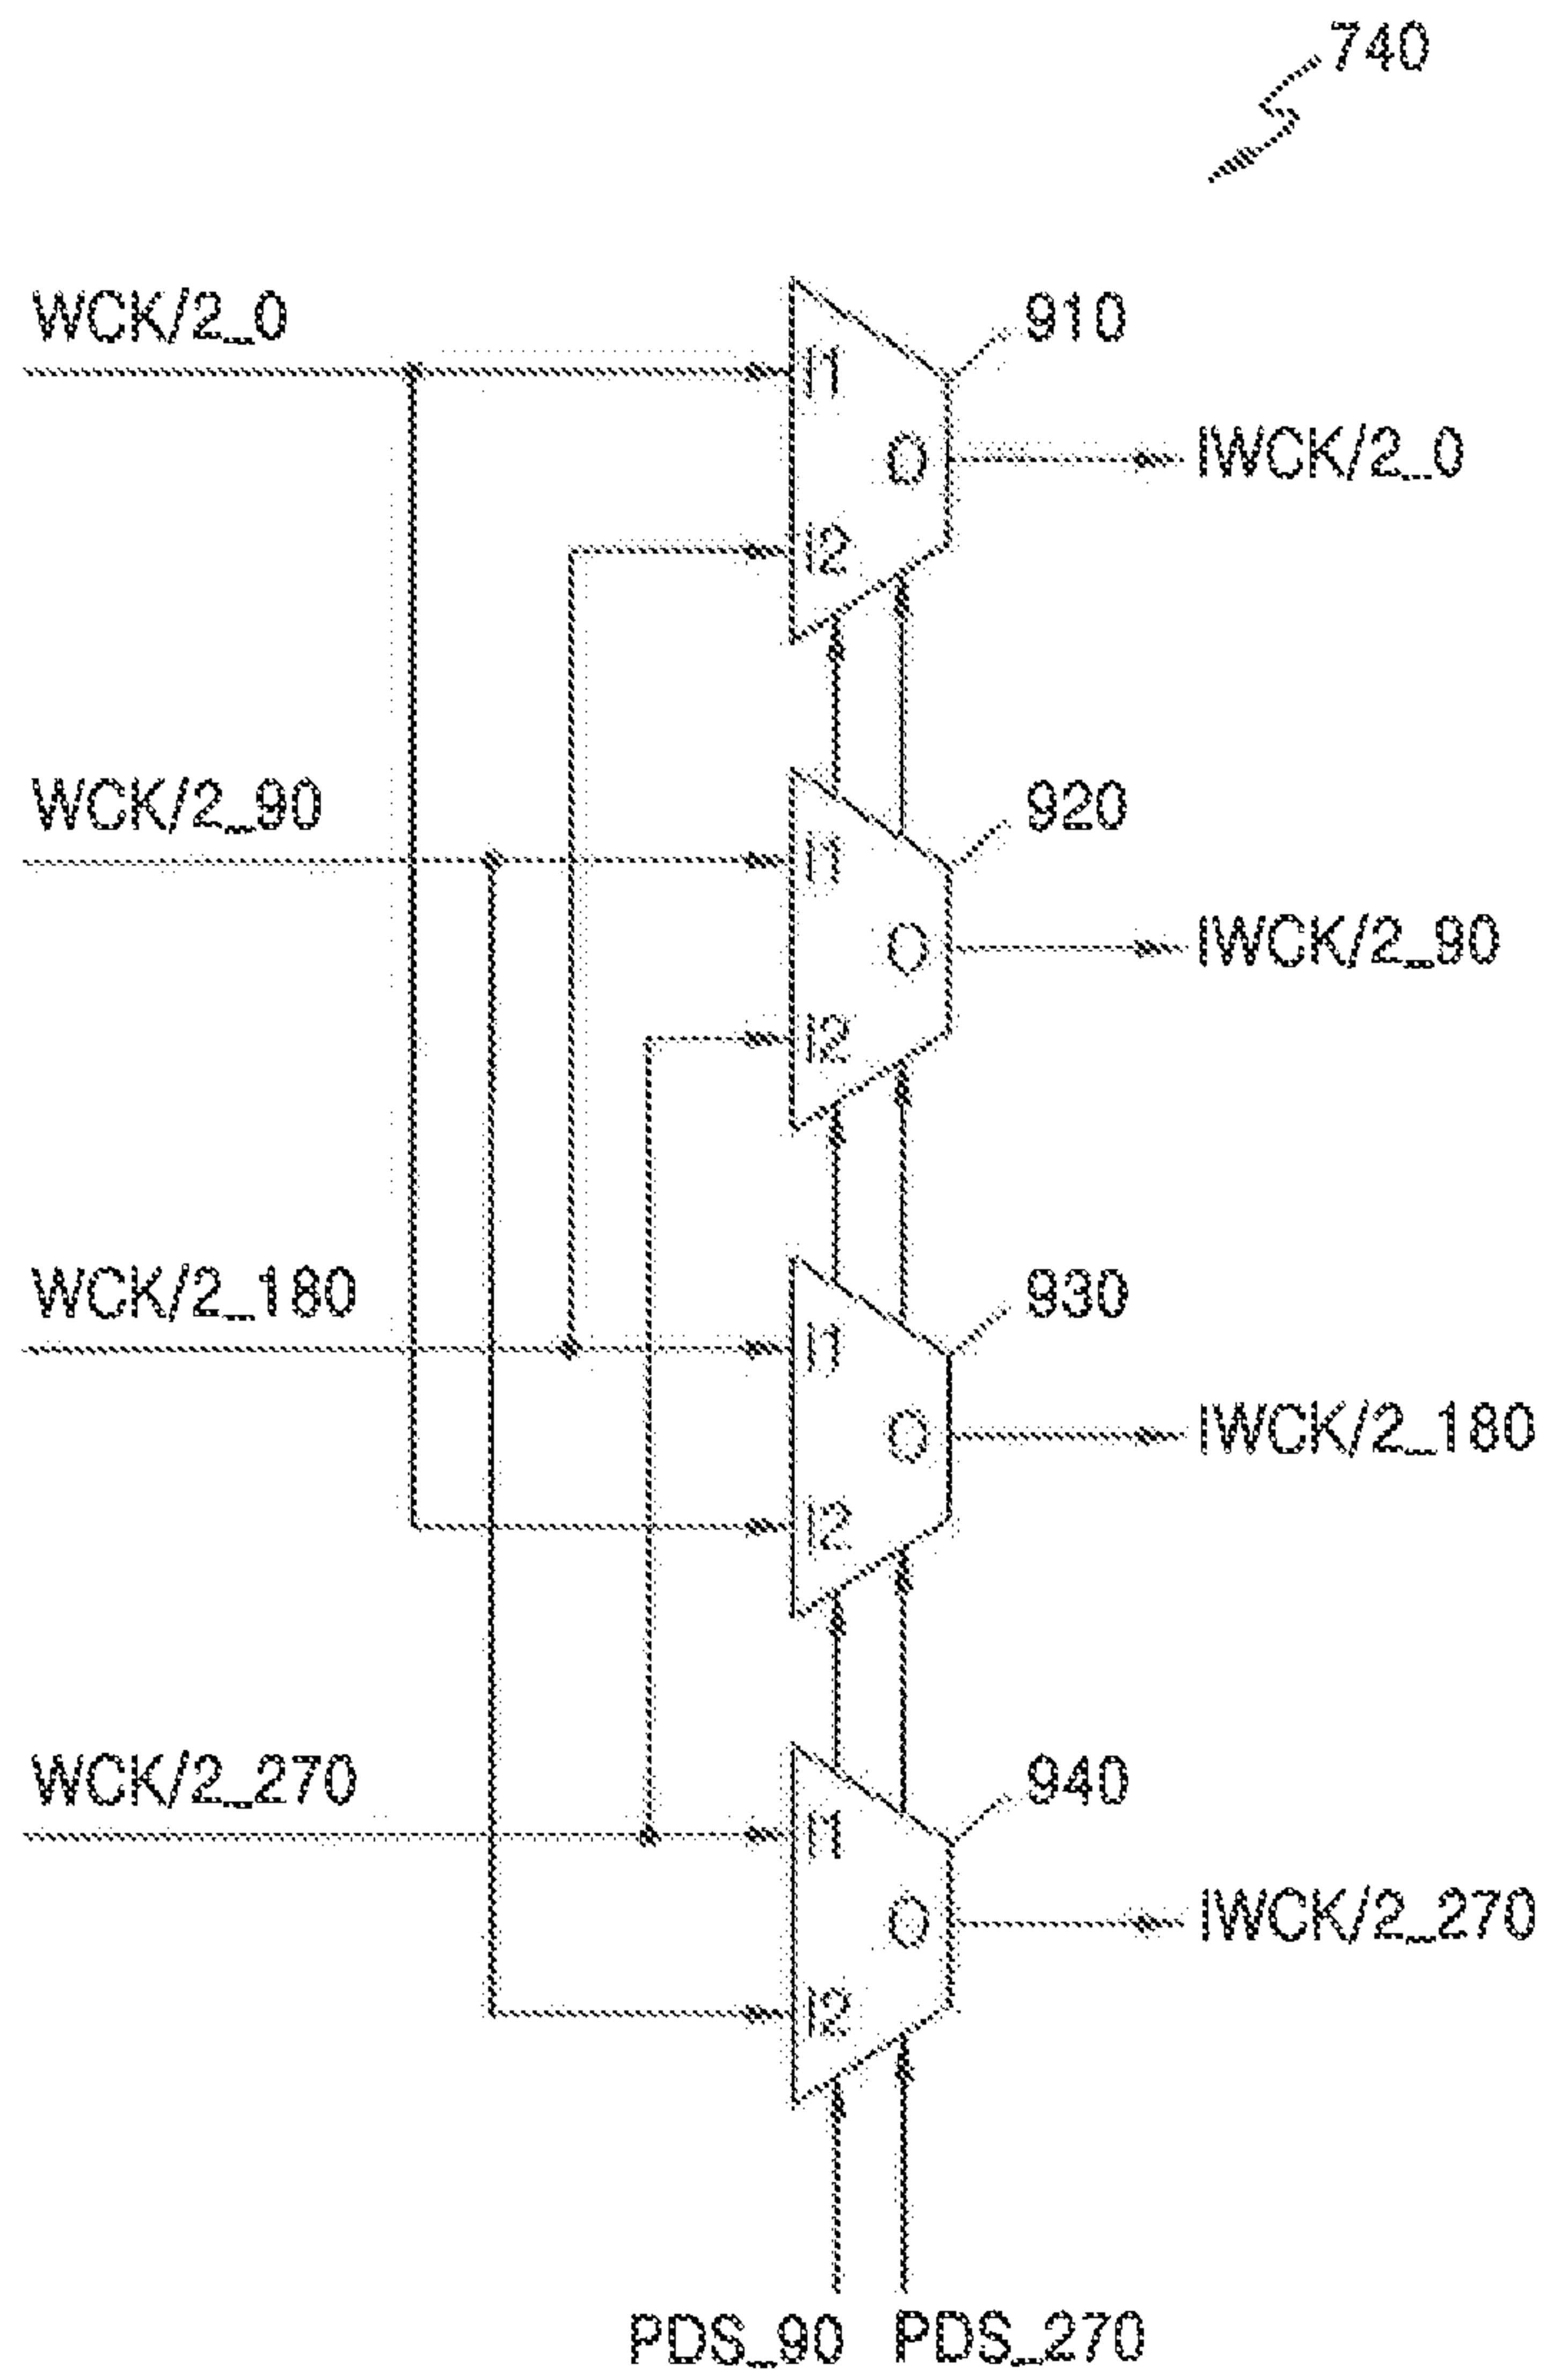 740
WCK/2_0
910
I1
O
IWCK/2_0
I2
WCK/2_90
920
I1
O
IWCK/2_90
I2
WCK/2_180
930
I1
O
IWCK/2_180
I2
WCK/2_270
940
I1
O
IWCK/2_270
I2
PDS_90 PDS_270